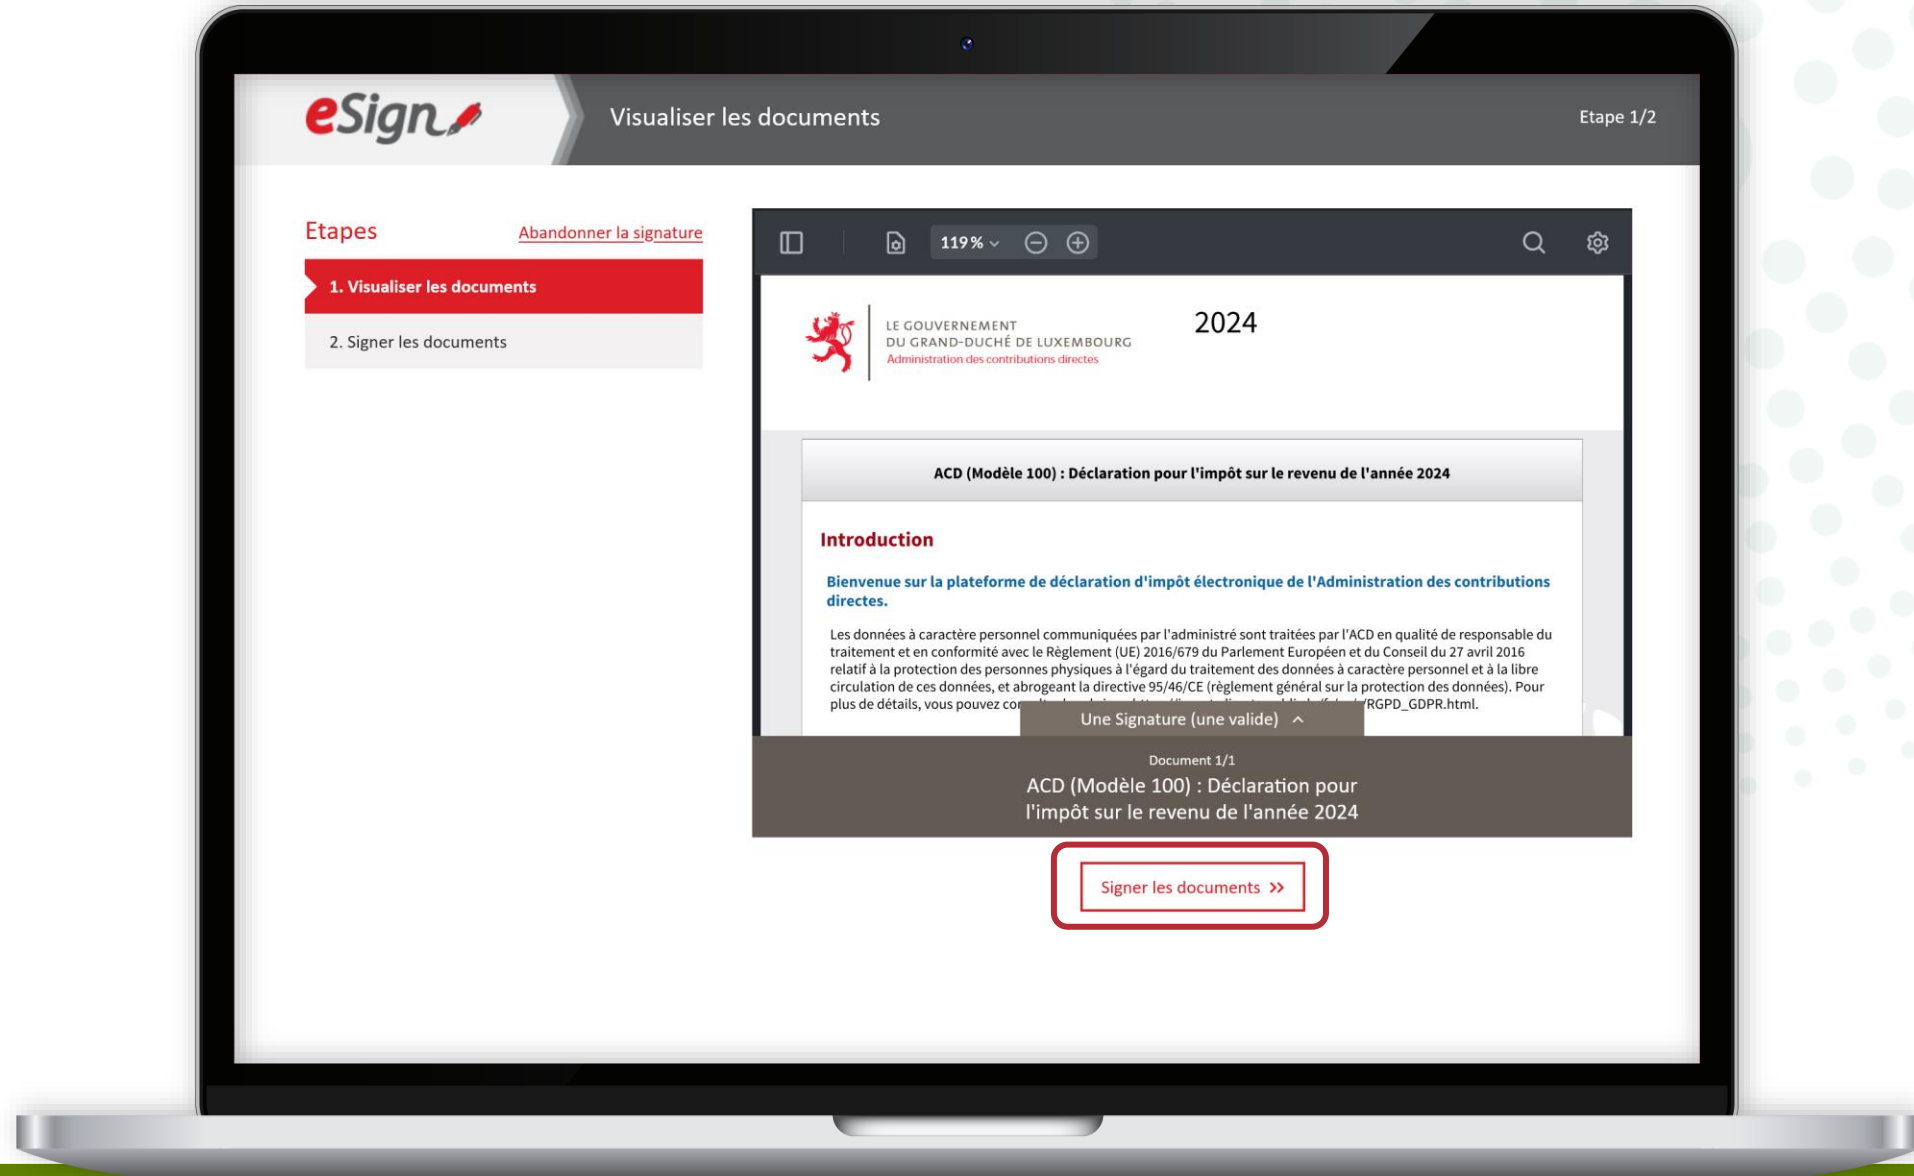 eSign
Visualiser les documents
Etape 1/2
Etapes
Abandonner la signature
1. Visualiser les documents
2. Signer les documents
119%
LE GOUVERNEMENT
DU GRAND-DUCHÉ DE LUXEMBOURG
Administration des contributions directes
2024
ACD (Modèle 100) : Déclaration pour l'impôt sur le revenu de l'année 2024
Introduction
Bienvenue sur la plateforme de déclaration d'impôt électronique de l'Administration des contributions
directes.
Les données à caractère personnel communiquées par l'administré sont traitées par l'ACD en qualité de responsable du
traitement et en conformité avec le Règlement (UE) 2016/679 du Parlement Européen et du Conseil du 27 avril 2016
relatif à la protection des personnes physiques à l'égard du traitement des données à caractère personnel et à la libre
circulation de ces données, et abrogeant la directive 95/46/CE (règlement général sur la protection des données). Pour
plus de détails, vous pouvez /RGPD_GDPR.html.
Une Signature (une valide)
Document 1/1
ACD (Modèle 100) : Déclaration pour
l'impôt sur le revenu de l'année 2024
Signer les documents >>